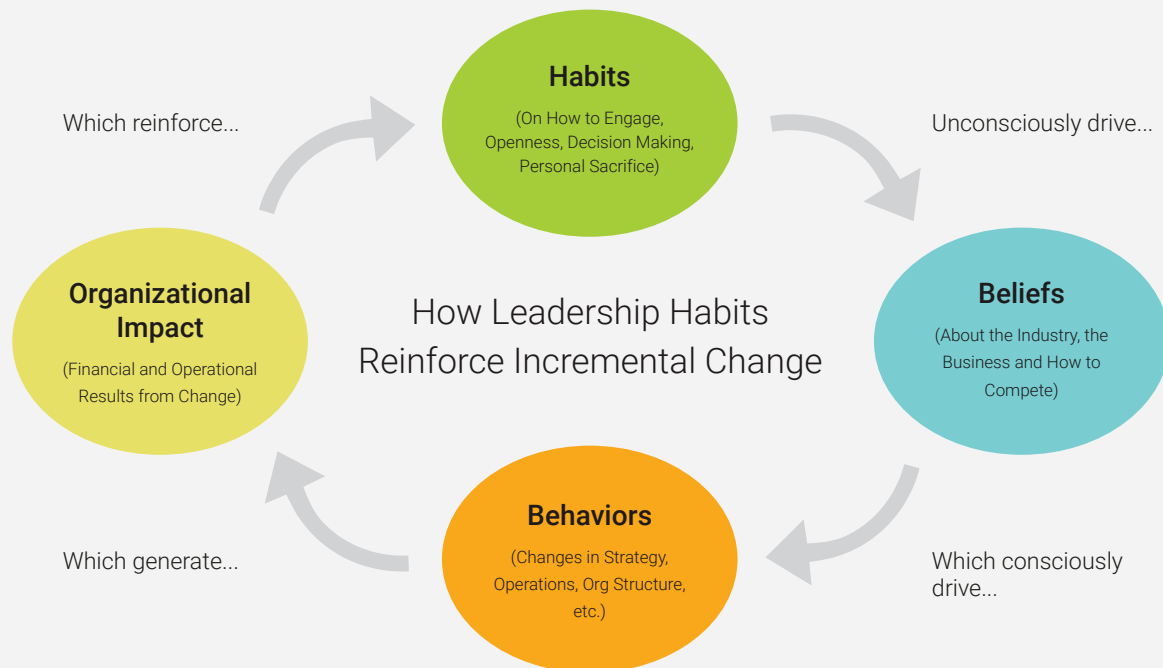 Habits
(On How to Engage,
Openness, Decision Making,
Personal Sacrifice)
Which reinforce...
Unconsciously drive...
Organizational
Impact
(Financial and Operational
Results from Change)
How Leadership Habits
Reinforce Incremental Change
Beliefs
(About the Industry, the
Business and How to
Compete)
Behaviors
(Changes in Strategy,
Operations, Org Structure,
etc.)
Which generate...
Which consciously
drive...